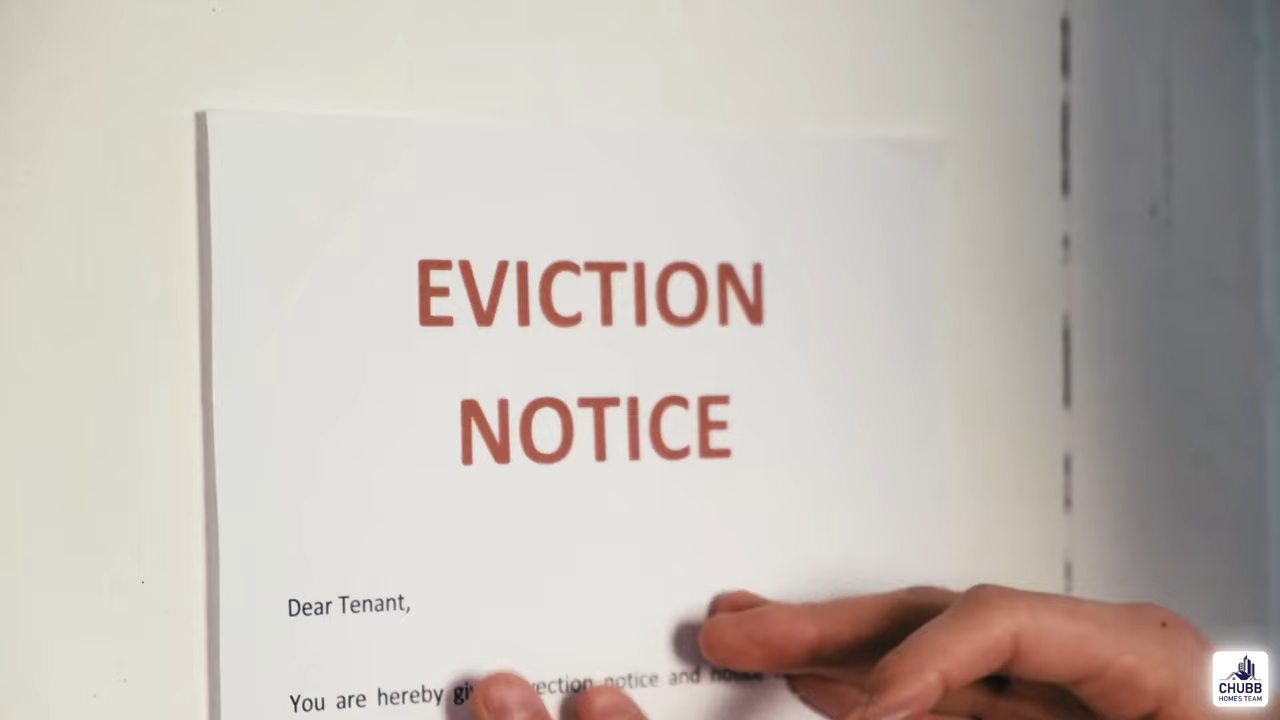 EVICTION
NOTICE
Dear Tenant,
You are hereby notice and
CHUBB
HOMES TEAM